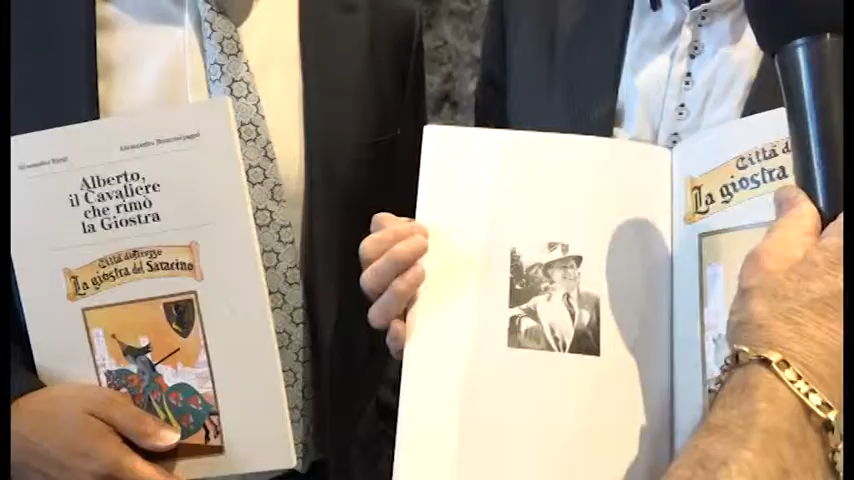 Alberto,
il Cavaliere
che rimò
la Giostra
Città di Arezzo
La giostra del Saracino
Città d
La giostra